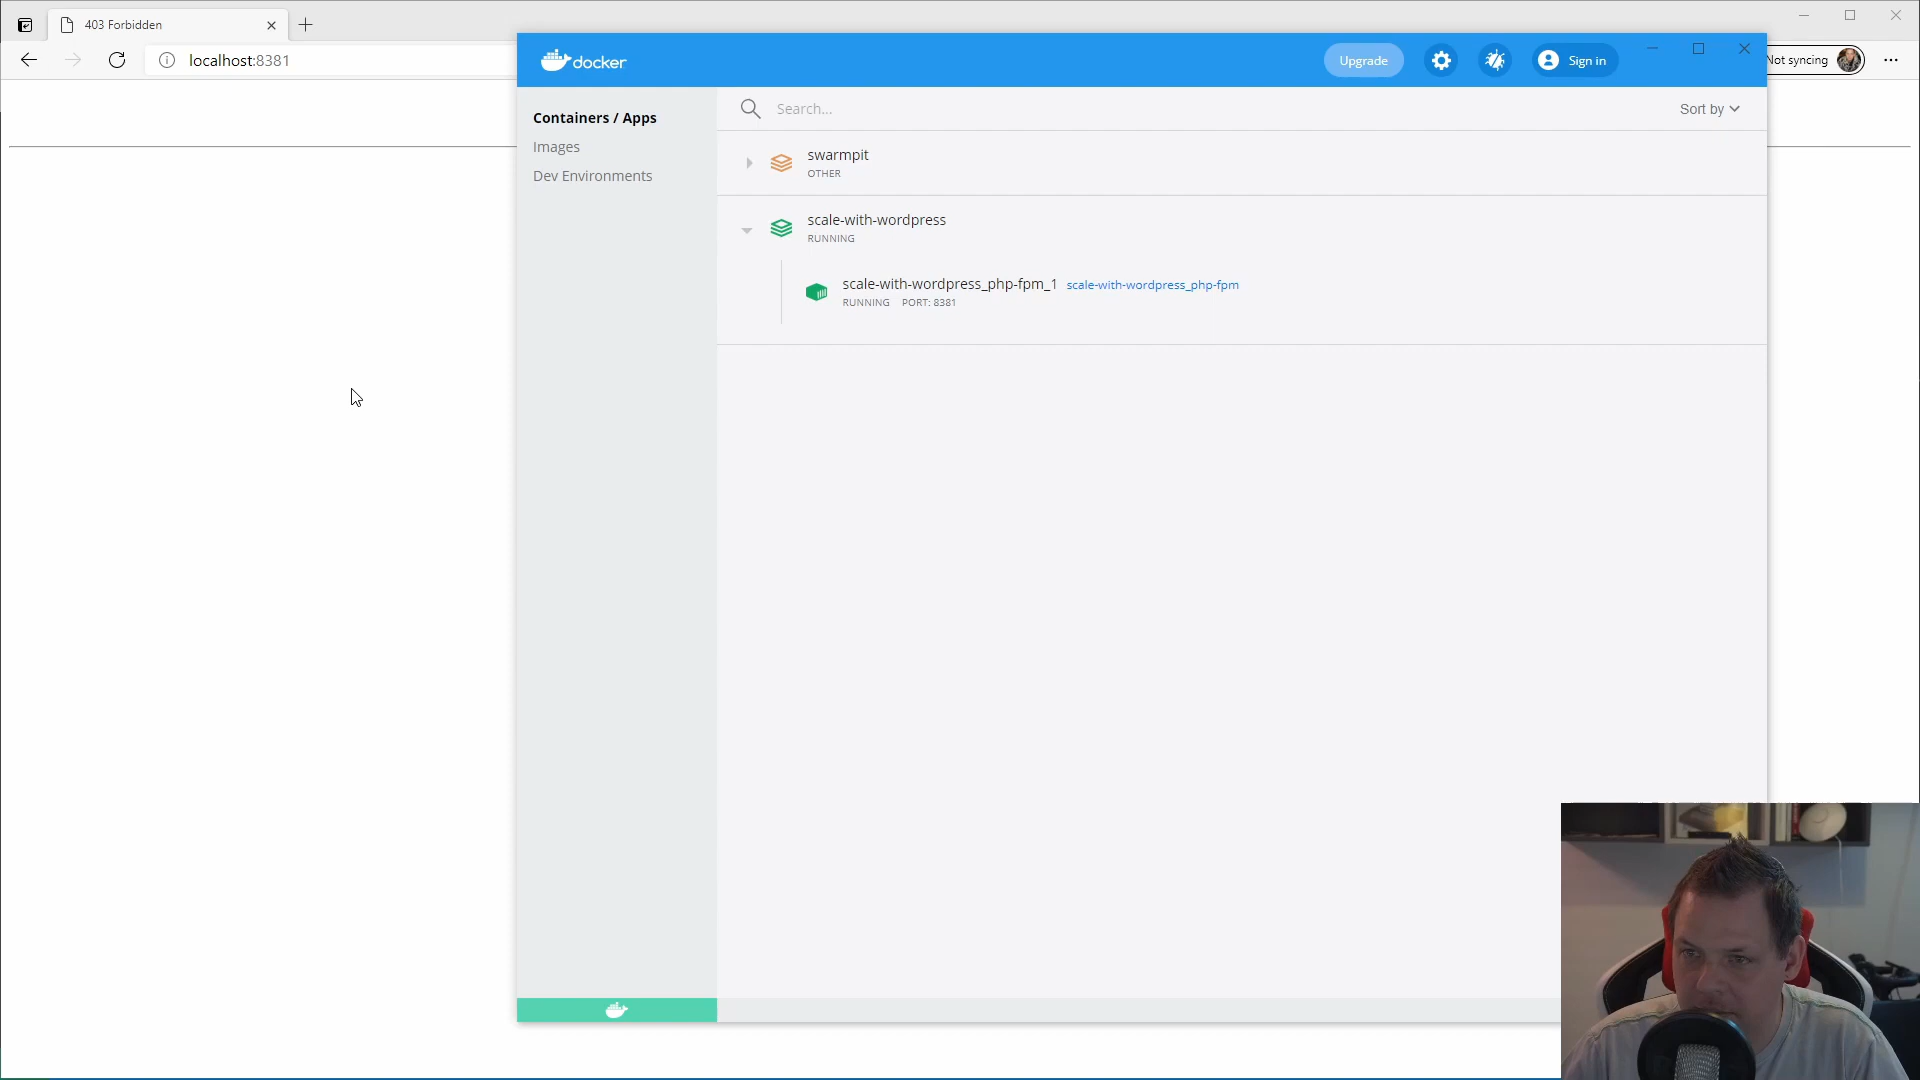 403 Forbidden
localhost:8381
docker
Upgrade
Sign in
Not syncing
Containers / Apps
Images
Dev Environments
Search...
Sort by
swarmpit
OTHER
scale-with-wordpress
RUNNING
scale-with-wordpress_php-fpm_1 scale-with-wordpress_php-fpm
RUNNING PORT: 8381